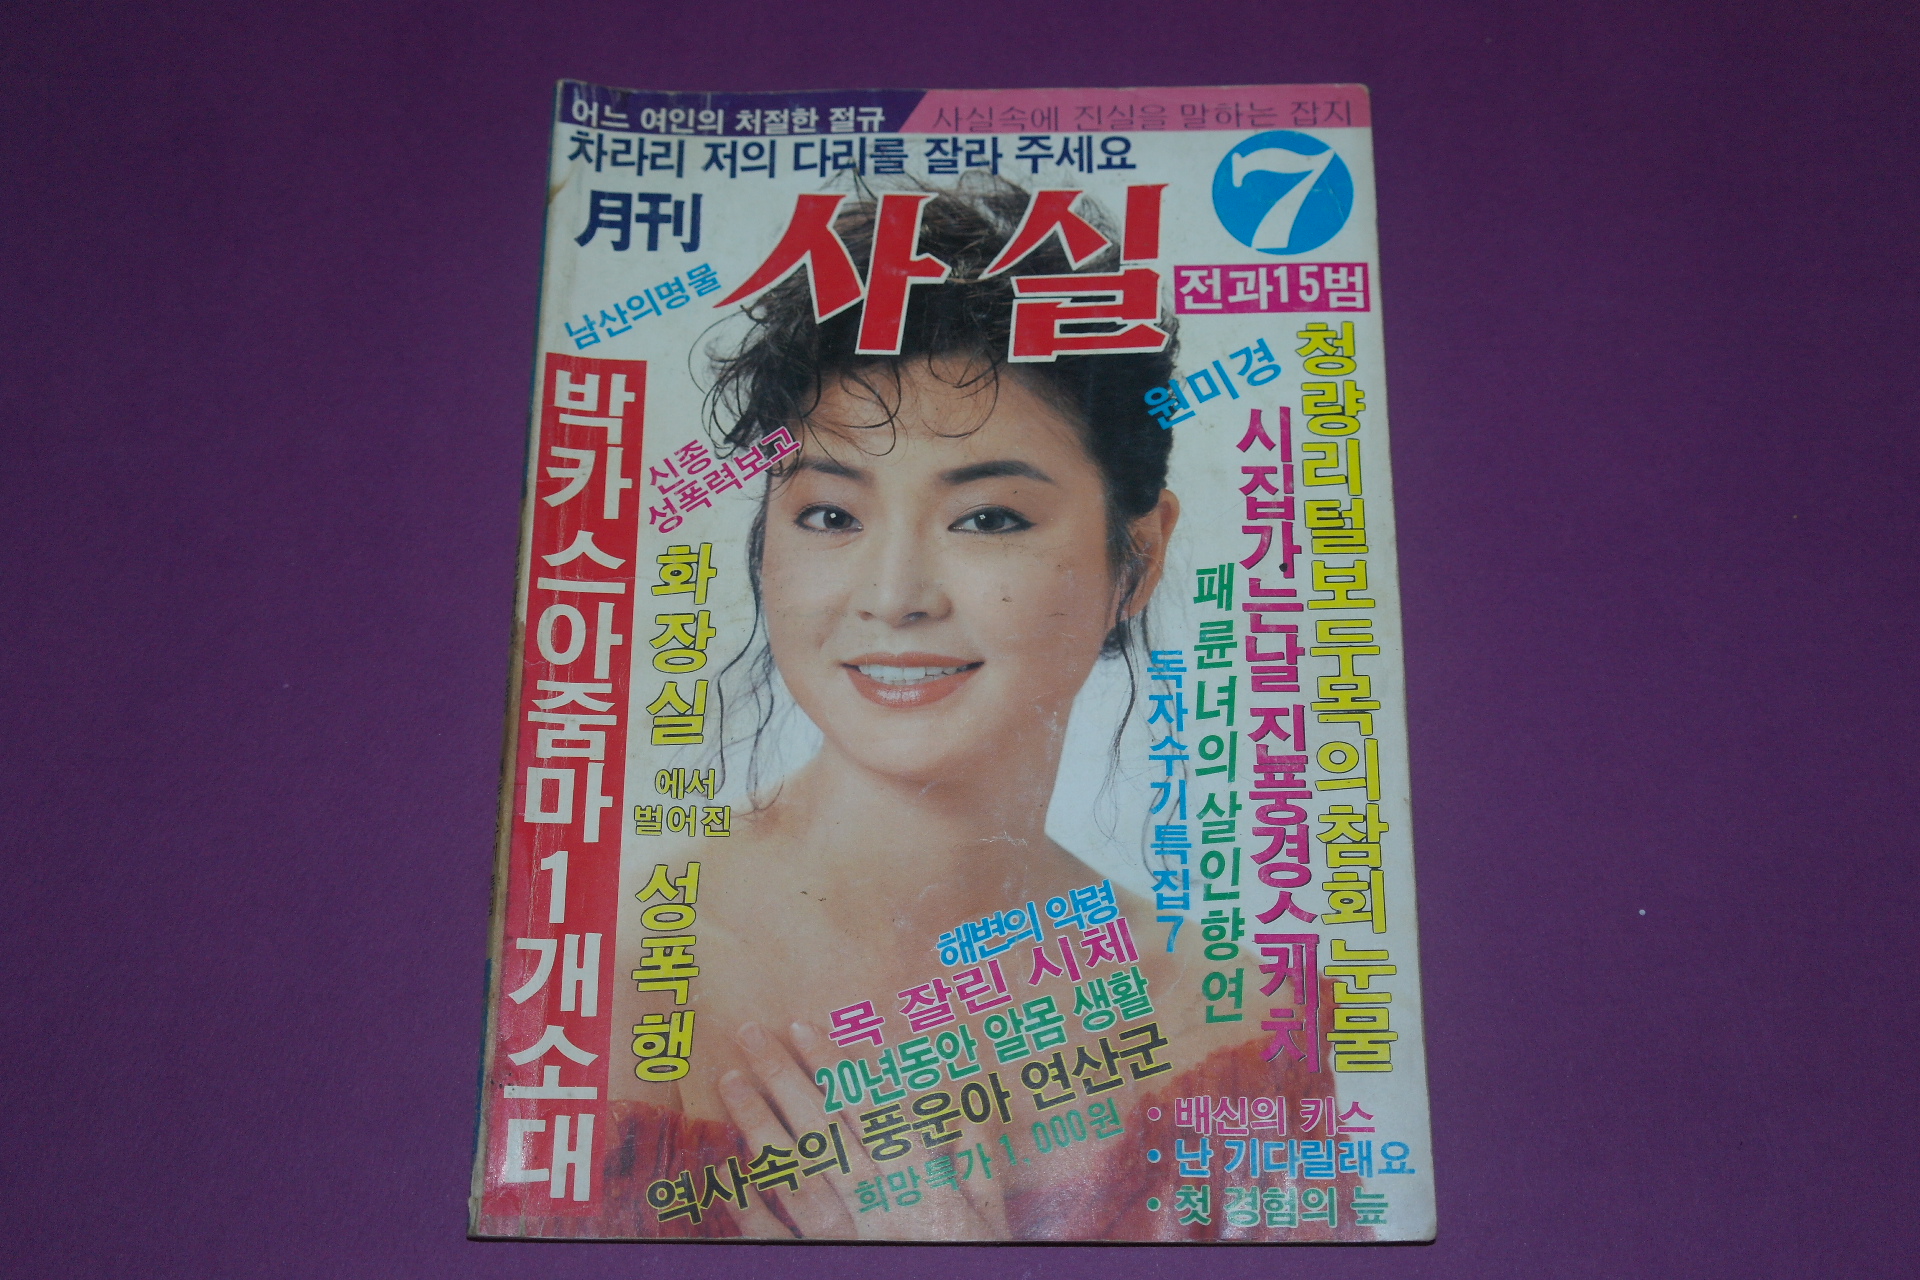 어느 여인의 처절한 절규
사실속에 진실을 말하는 잡지
차라리 저의 다리를 잘라 주세요
月刊
사실
7
남산의명물
박카스아줌마1개소대
신종
성폭력보고
화장실
에서
벌어진
성폭행
전과15범
청량리털보두목의참회눈물
원미경
시집가는날 진풍경스케치
패륜녀의살인향연
독자수기특집7
해변의 악령
목 잘린 시체
20년동안 알몸 생활
역사속의 풍운아 연산군
희망특가 1,000원
• 배신의 키스
• 난 기다릴래요
• 첫 경험의 늪